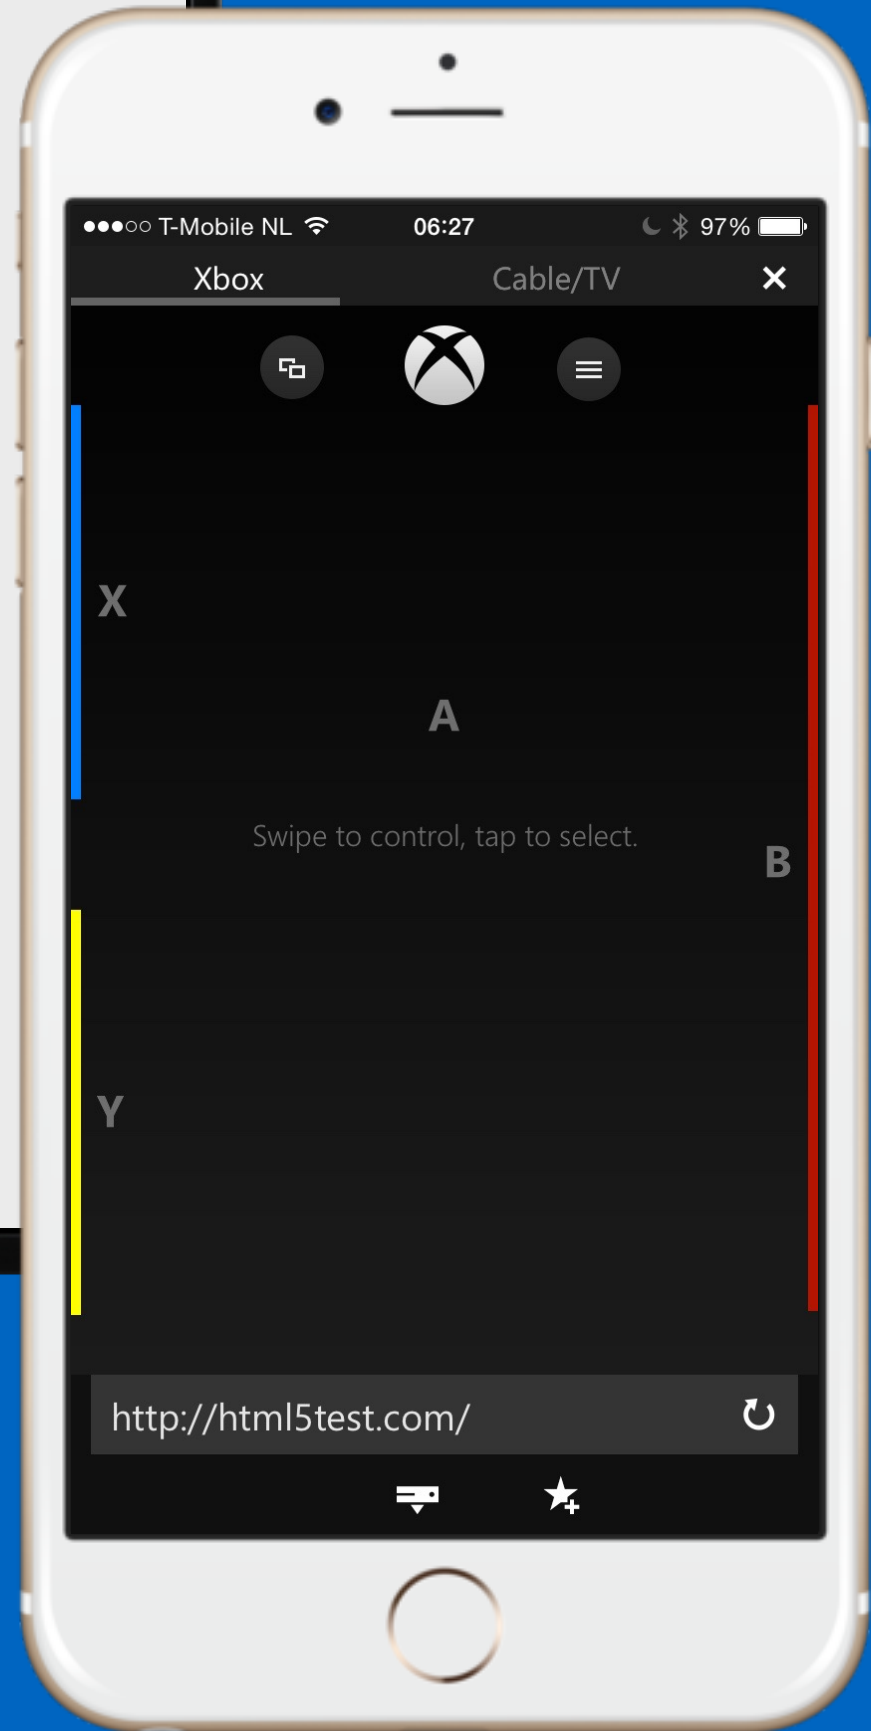 T-Mobile NL 06:27 97%
Xbox Cable/TV
X
A
Swipe to control, tap to select.
B
Y
http://html5test.com/